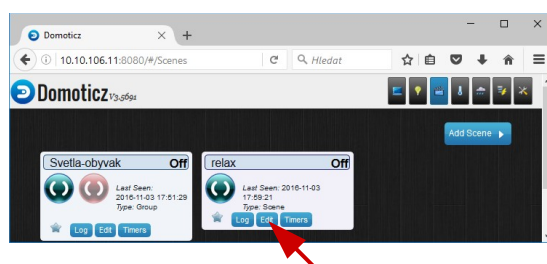 Domoticz
10.10.106.11:8080/#/Scenes
Hledat
Domoticz V3.5691
Add Scene
Svetla-obyvak Off
Last Seen:
2016-11-03 17:51:29
Type: Group
Log Edit Timers
relax Off
Last Seen: 2016-11-03
17:59:21
Type: Scene
Log Edit Timers